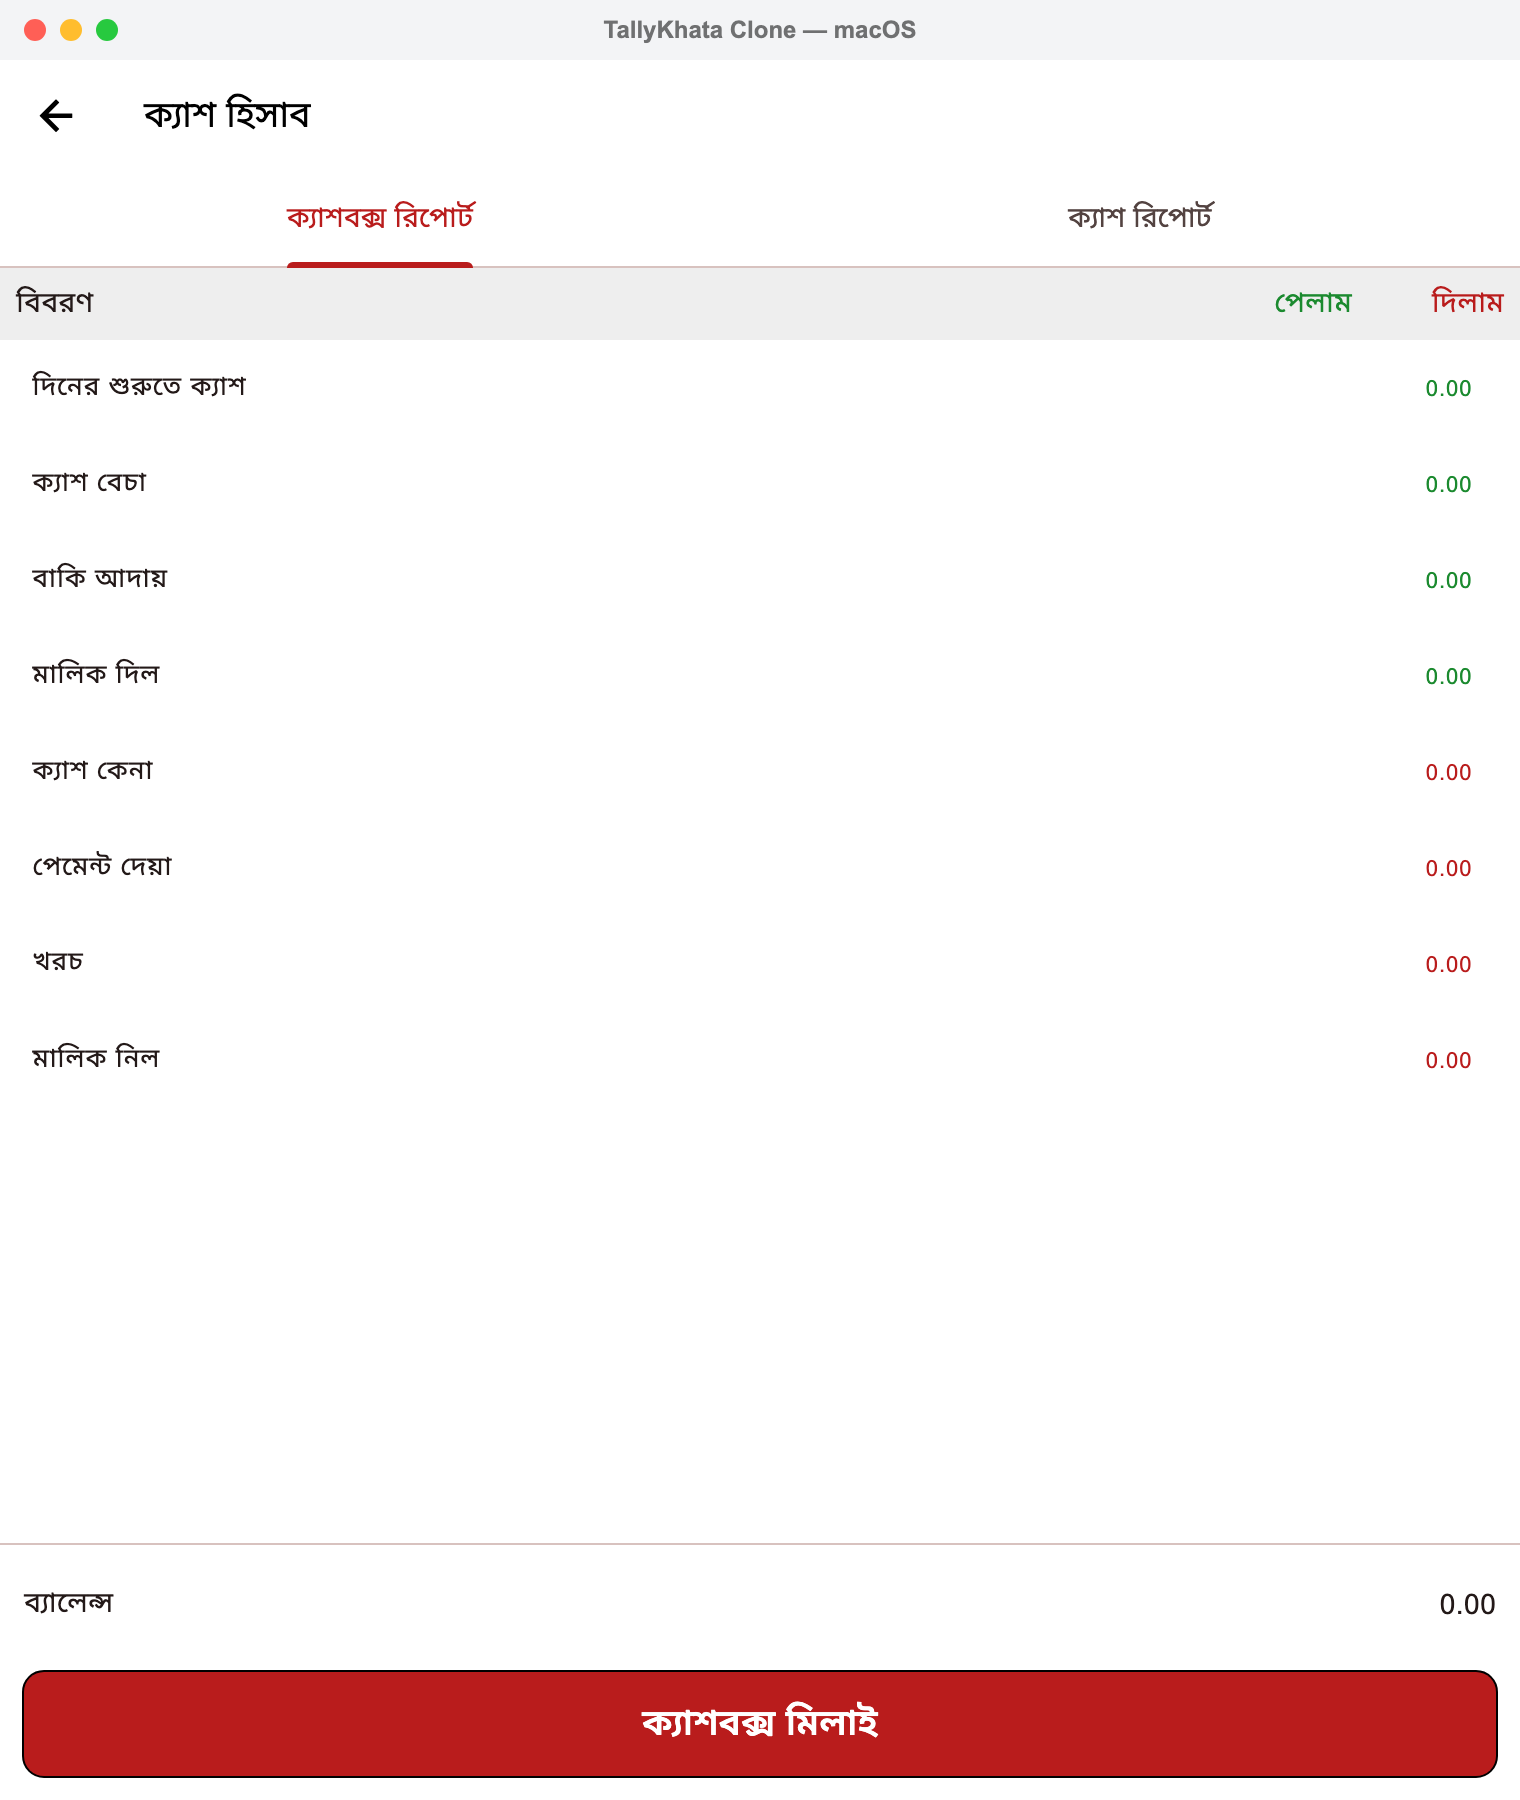 TallyKhata Clone — macOS
ক্যাশ হিসাব
ক্যাশবক্স রিপোর্ট ক্যাশ রিপোর্ট
বিবরণ পেলাম দিলাম
দিনের শুরুতে ক্যাশ 0.00
ক্যাশ বেচা 0.00
বাকি আদায় 0.00
মালিক দিল 0.00
ক্যাশ কেনা 0.00
পেমেন্ট দেয়া 0.00
খরচ 0.00
মালিক নিল 0.00
ব্যালেন্স 0.00
ক্যাশবক্স মিলাই